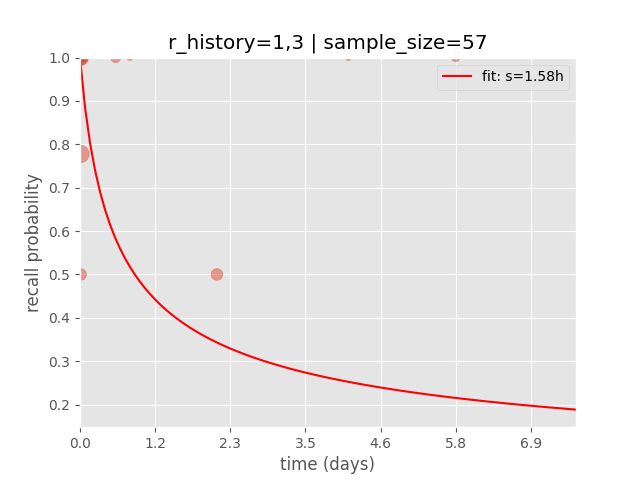 r_history=1,3 | sample_size=57
fit: s=1.58h
recall probability
1.0
0.9
0.8
0.7
0.6
0.5
0.4
0.3
0.2
0.0 1.2 2.3 3.5 4.6 5.8 6.9
time (days)